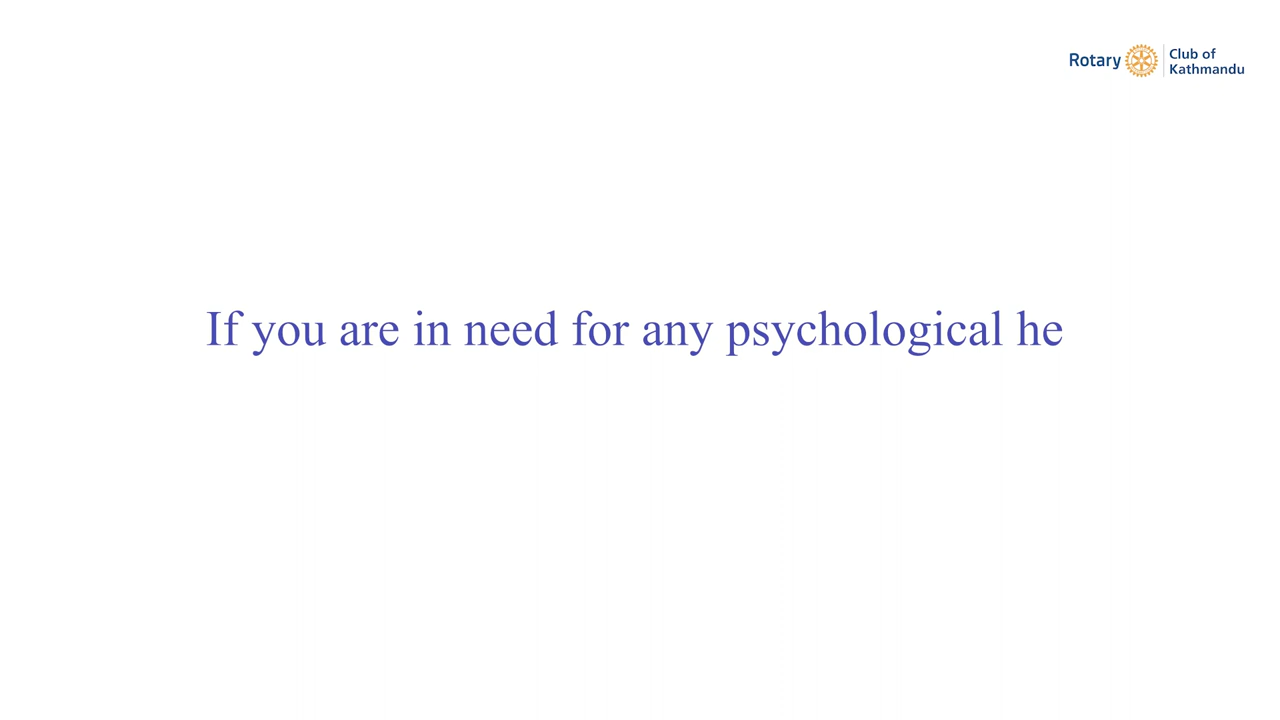 Rotary
Club of
Kathmandu
If you are in need for any psychological he